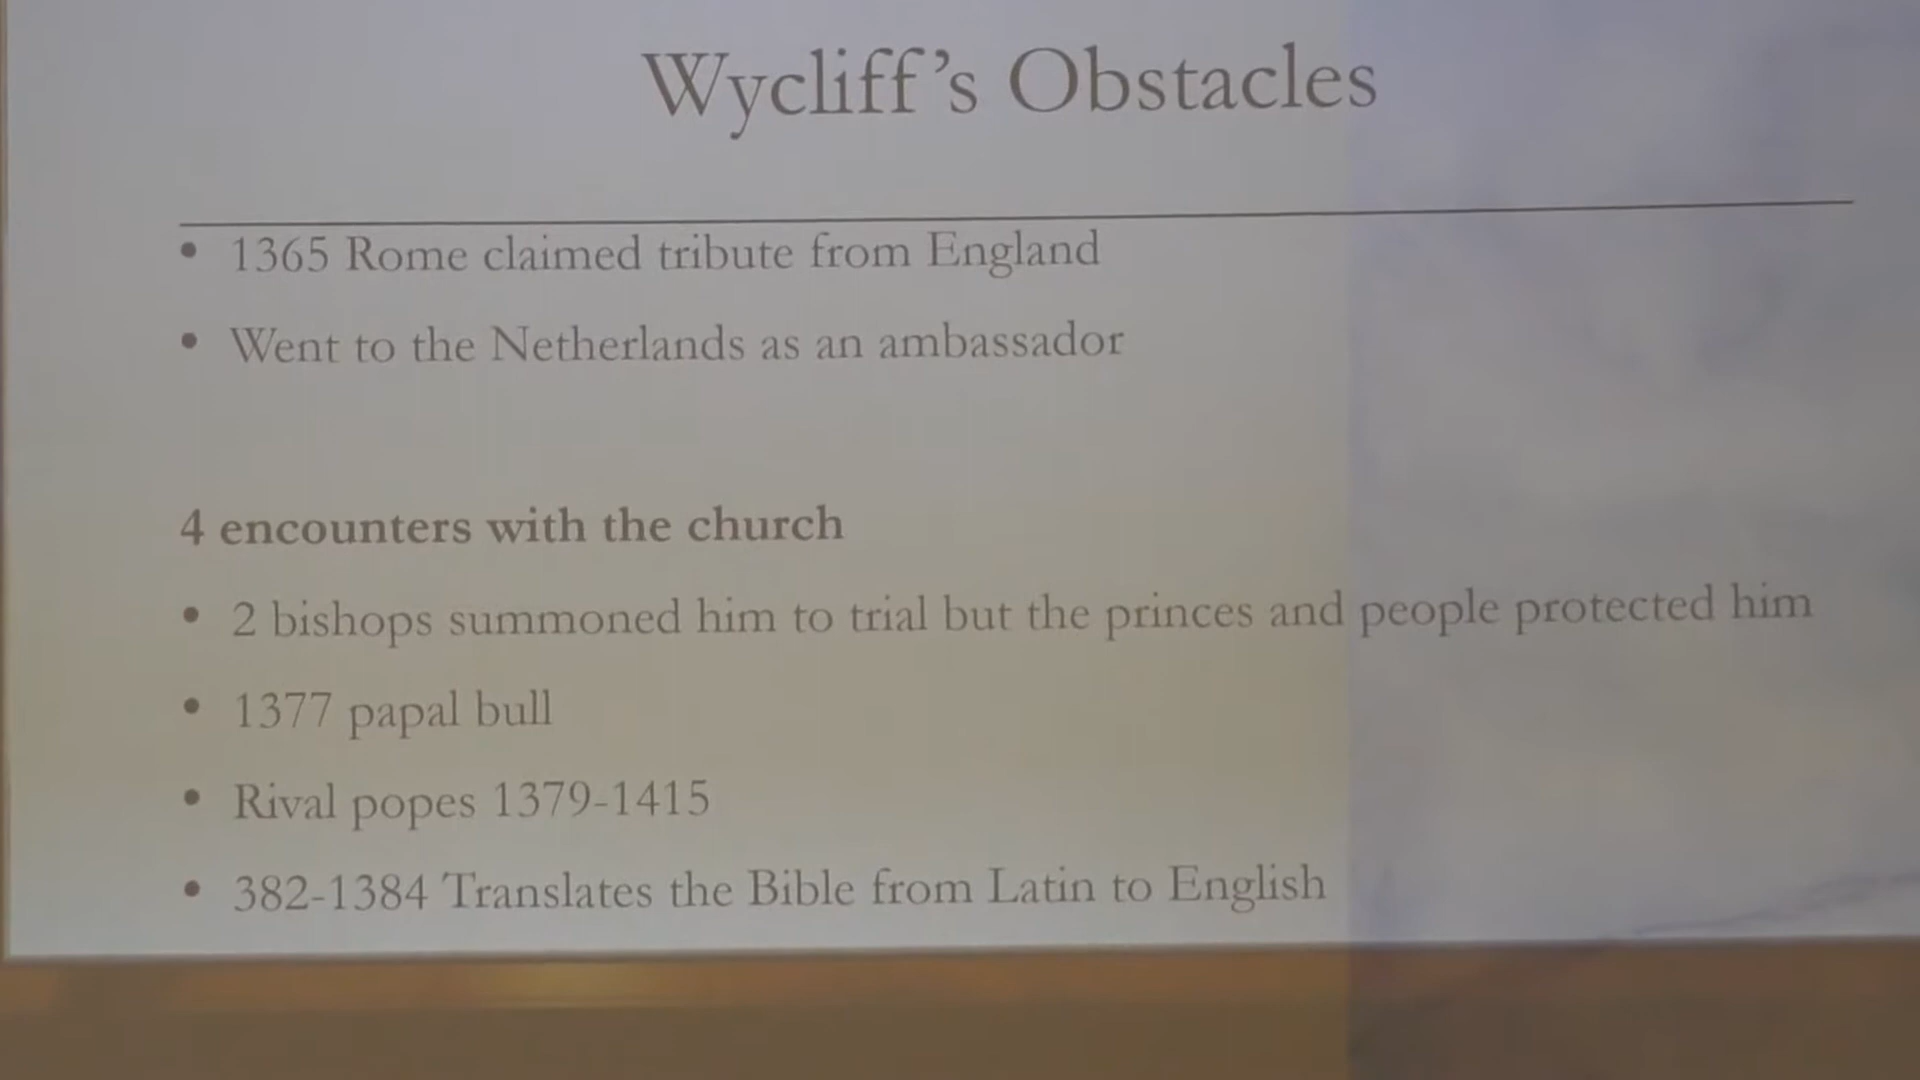 Wycliff's Obstacles
• 1365 Rome claimed tribute from England
• Went to the Netherlands as an ambassador
4 encounters with the church
• 2 bishops summoned him to trial but the princes and people protected him
• 1377 papal bull
• Rival popes 1379-1415
• 382-1384 Translates the Bible from Latin to English